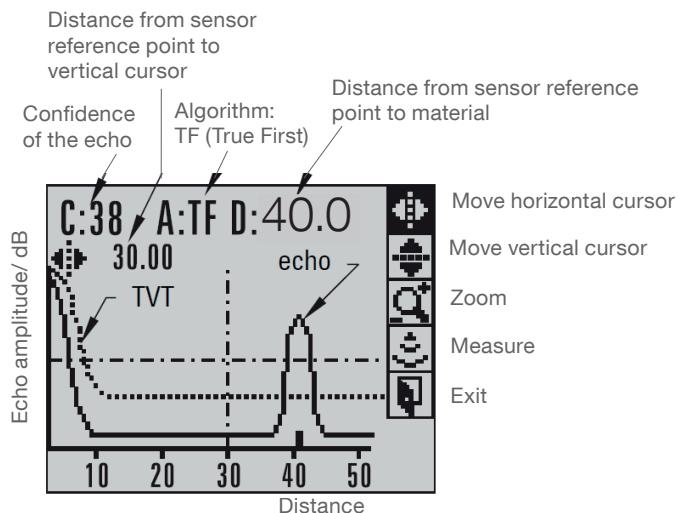 Distance from sensor
reference point to
vertical cursor
Distance from sensor reference
point to material
Confidence
of the echo
Algorithm:
TF (True First)
C:38 A:TF D:40.0
30.00
echo
TVT
Echo amplitude/ dB
10 20 30 40 50
Distance
Move horizontal cursor
Move vertical cursor
Zoom
Measure
Exit